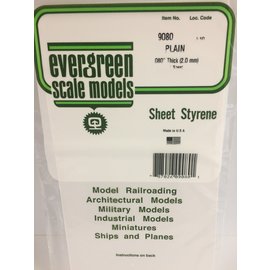 Item No. Loc. Code
9080
PLAIN
.080" Thick (2.0 mm)
evergreen
scale models
Sheet Styrene
Made in U S A
Model Railroading
Architectural Models
Military Models
Industrial Models
Miniatures
Ships and Planes
Instructions on back